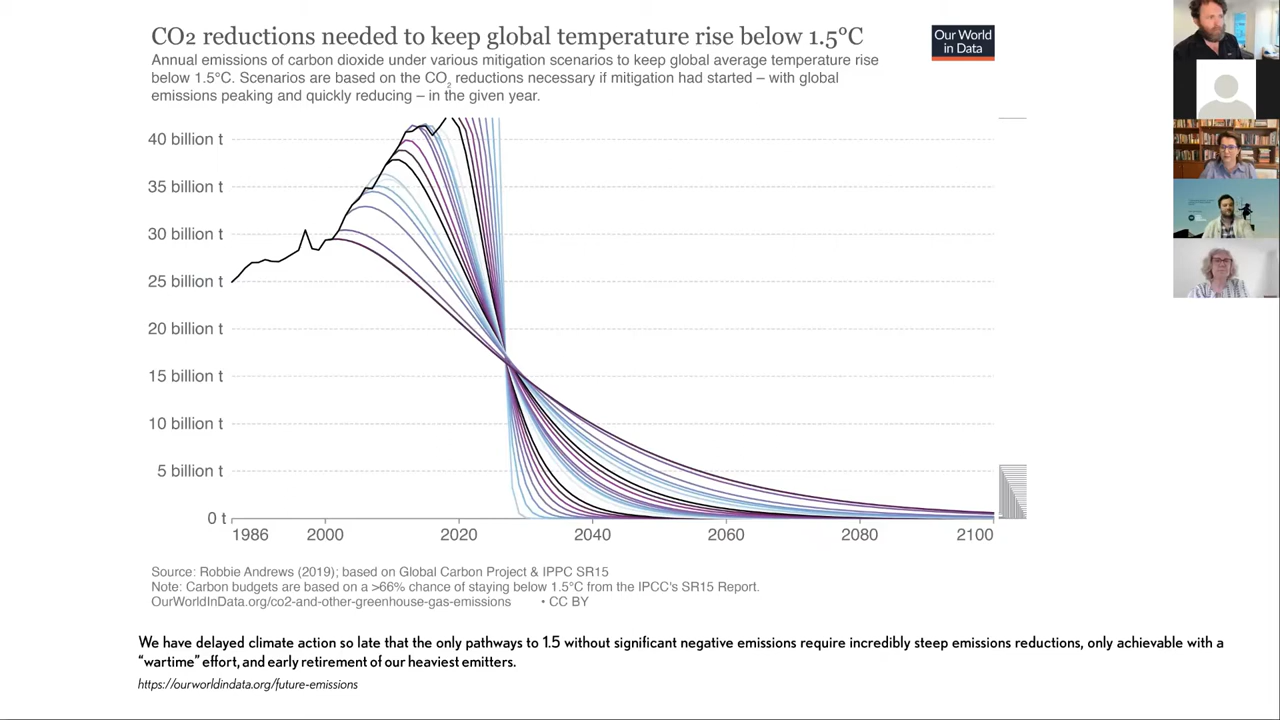 CO2 reductions needed to keep global temperature rise below 1.5°C
Our World
in Data
Annual emissions of carbon dioxide under various mitigation scenarios to keep global average temperature rise
below 1.5°C. Scenarios are based on the CO₂ reductions necessary if mitigation had started – with global
emissions peaking and quickly reducing – in the given year.
40 billion t
35 billion t
30 billion t
25 billion t
20 billion t
15 billion t
10 billion t
5 billion t
0 t
1986 2000 2020 2040 2060 2080 2100
Source: Robbie Andrews (2019); based on Global Carbon Project & IPPC SR15
Note: Carbon budgets are based on a >66% chance of staying below 1.5°C from the IPCC's SR15 Report.
OurWorldInData.org/co2-and-other-greenhouse-gas-emissions • CC BY
We have delayed climate action so late that the only pathways to 1.5 without significant negative emissions require incredibly steep emissions reductions, only achievable with a
“wartime” effort, and early retirement of our heaviest emitters.
https://ourworldindata.org/future-emissions